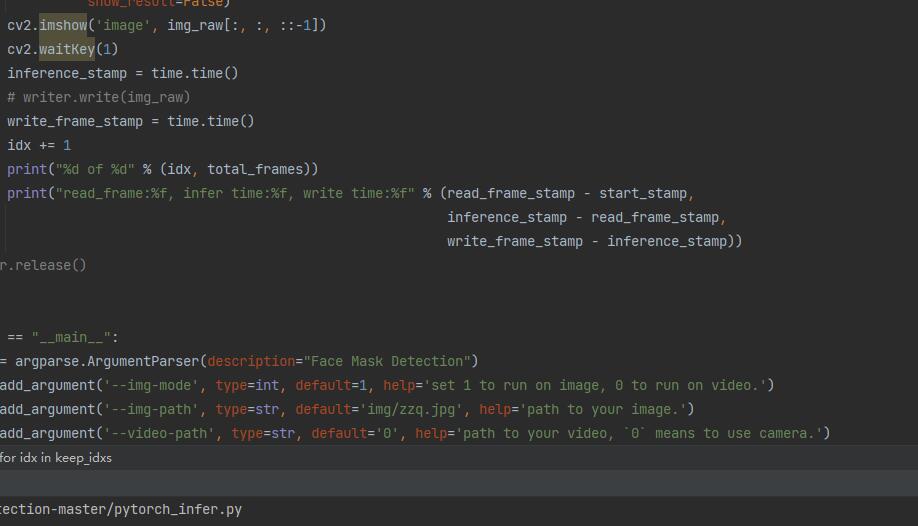 show_result=False)
cv2.imshow('image', img_raw[:, :, ::-1])
cv2.waitKey(1)
inference_stamp = time.time()
# writer.write(img_raw)
write_frame_stamp = time.time()
idx += 1
print("%d of %d" % (idx, total_frames))
print("read_frame:%f, infer time:%f, write time:%f" % (read_frame_stamp - start_stamp,
inference_stamp - read_frame_stamp,
write_frame_stamp - inference_stamp))
r.release()
== "__main__":
= argparse.ArgumentParser(description="Face Mask Detection")
add_argument('--img-mode', type=int, default=1, help='set 1 to run on image, 0 to run on video.')
add_argument('--img-path', type=str, default='img/zzq.jpg', help='path to your image.')
add_argument('--video-path', type=str, default='0', help='path to your video, `0` means to use camera.')
for idx in keep_idxs
tection-master/pytorch_infer.py